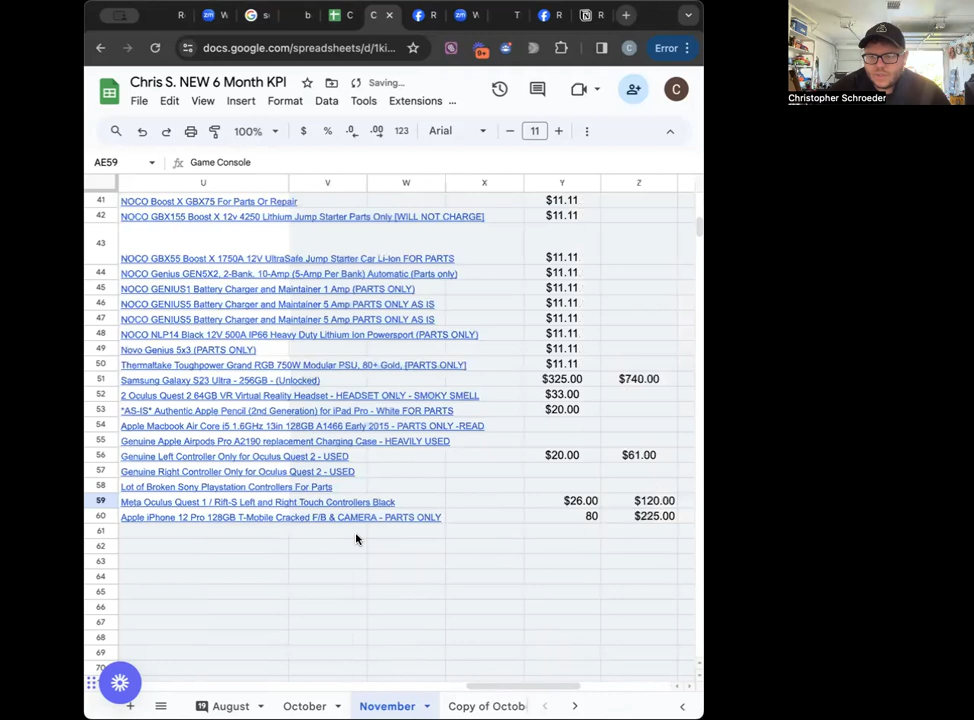 docs.google.com/spreadsheets/d/1ki...
9+
C
Error
Chris S. NEW 6 Month KPI
Saving...
C
File Edit View Insert Format Data Tools Extensions ...
100% $ % .0 .00 123 Arial 11
AE59 fx Game Console
U V W X Y Z
41 NOCO Boost X GBX75 For Parts Or Repair $11.11
42 NOCO GBX155 Boost X 12v 4250 Lithium Jump Starter Parts Only [WILL NOT CHARGE] $11.11
43 NOCO GBX55 Boost X 1750A 12V UltraSafe Jump Starter Car Li-Ion FOR PARTS $11.11
44 NOCO Genius GEN5X2, 2-Bank, 10-Amp (5-Amp Per Bank) Automatic (Parts only) $11.11
45 NOCO GENIUS1 Battery Charger and Maintainer 1 Amp (PARTS ONLY) $11.11
46 NOCO GENIUS5 Battery Charger and Maintainer 5 Amp PARTS ONLY AS IS $11.11
47 NOCO GENIUS5 Battery Charger and Maintainer 5 Amp PARTS ONLY AS IS $11.11
48 NOCO NLP14 Black 12V 500A IP66 Heavy Duty Lithium Ion Powersport (PARTS ONLY) $11.11
49 Novo Genius 5x3 (PARTS ONLY) $11.11
50 Thermaltake Toughpower Grand RGB 750W Modular PSU, 80+ Gold, [PARTS ONLY] $11.11
51 Samsung Galaxy S23 Ultra - 256GB - (Unlocked) $325.00 $740.00
52 2 Oculus Quest 2 64GB VR Virtual Reality Headset - HEADSET ONLY - SMOKY SMELL $33.00
53 "AS-IS" Authentic Apple Pencil (2nd Generation) for iPad Pro - White FOR PARTS $20.00
54 Apple Macbook Air Core i5 1.6GHz 13in 128GB A1466 Early 2015 - PARTS ONLY -READ
55 Genuine Apple Airpods Pro A2190 replacement Charging Case - HEAVILY USED
56 Genuine Left Controller Only for Oculus Quest 2 - USED $20.00 $61.00
57 Genuine Right Controller Only for Oculus Quest 2 - USED
58 Lot of Broken Sony Playstation Controllers For Parts
59 Meta Oculus Quest 1 / Rift-S Left and Right Touch Controllers Black $26.00 $120.00
60 Apple iPhone 12 Pro 128GB T-Mobile Cracked F/B & CAMERA - PARTS ONLY 80 $225.00
61
62
63
64
65
66
67
68
69
70
19 August October November Copy of Octob
Christopher Schroeder